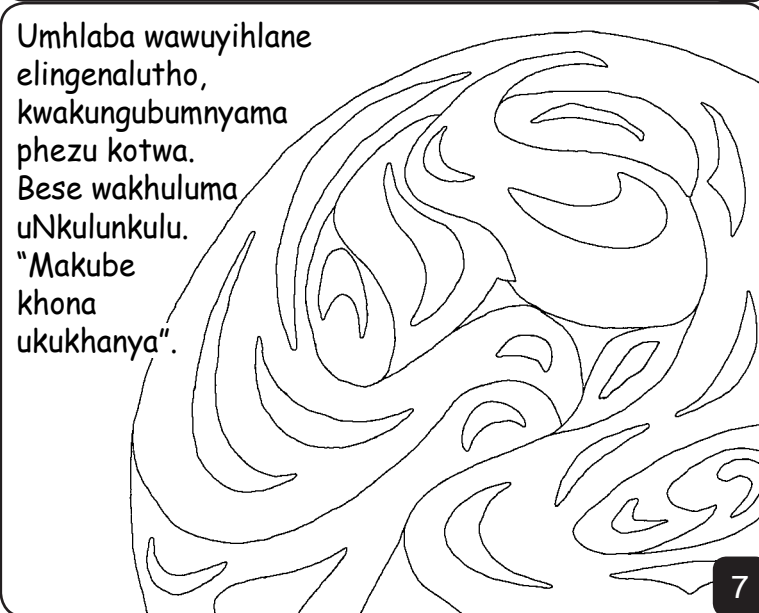 Umhlaba wawuyihlane
elingenalutho,
kwakungubumnyama
phezu kotwa.
Bese wakhuluma
uNkulunkulu.
“Makube
khona
ukukhanya”.
7